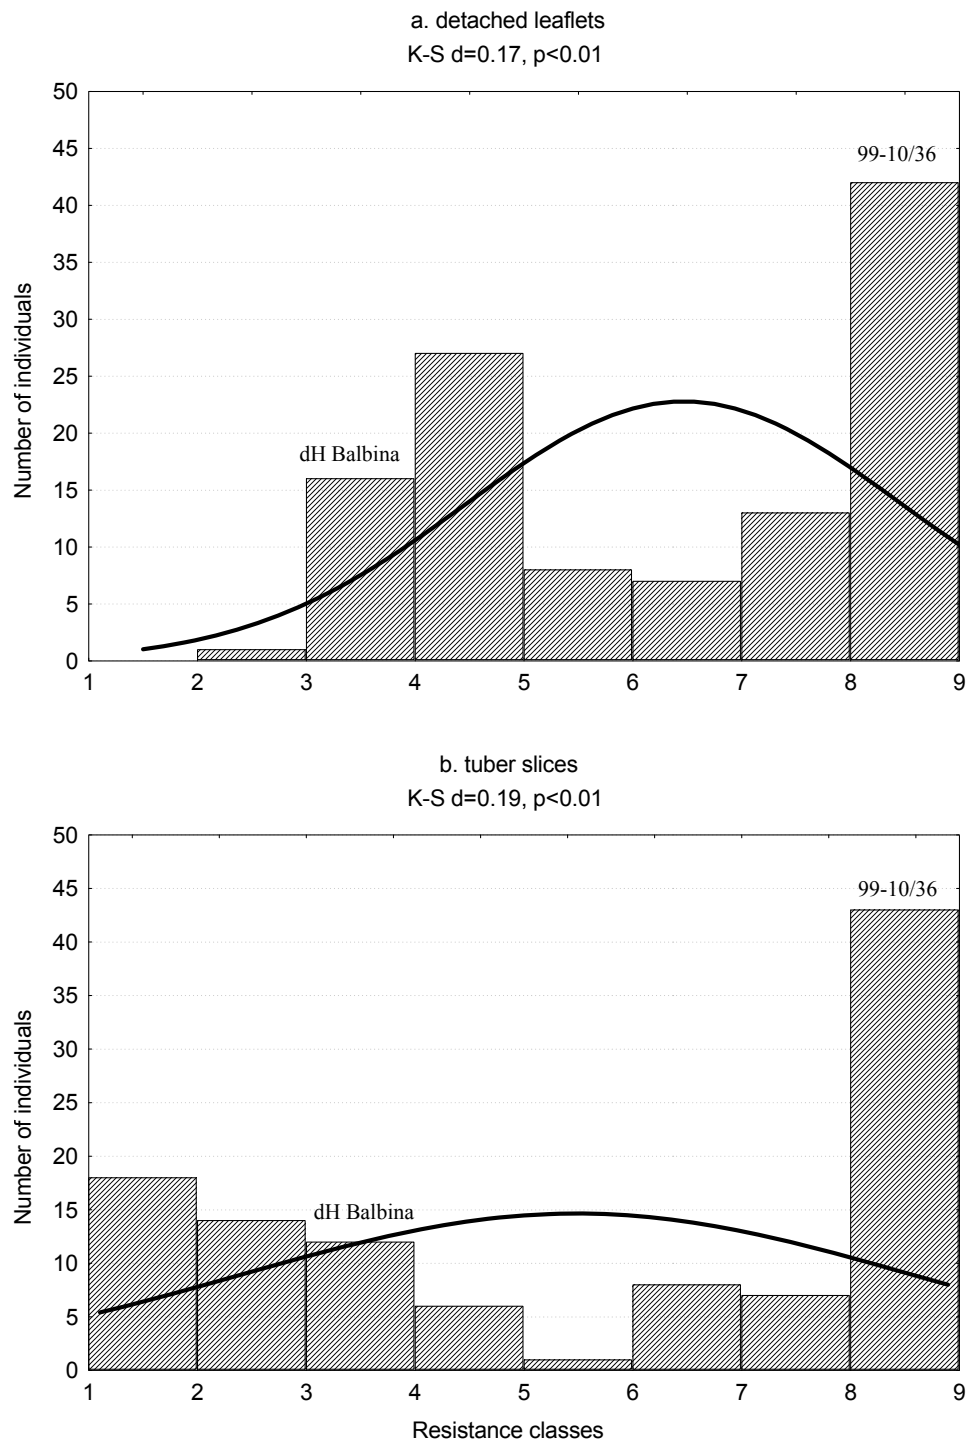 a. detached leaflets
K-S d=0.17, p<0.01
50
45
40
35
30
25
20
15
10
5
0
Number of individuals
99-10/36
dH Balbina
1 2 3 4 5 6 7 8 9
b. tuber slices
K-S d=0.19, p<0.01
50
45
40
35
30
25
20
15
10
5
0
Number of individuals
99-10/36
dH Balbina
1 2 3 4 5 6 7 8 9
Resistance classes